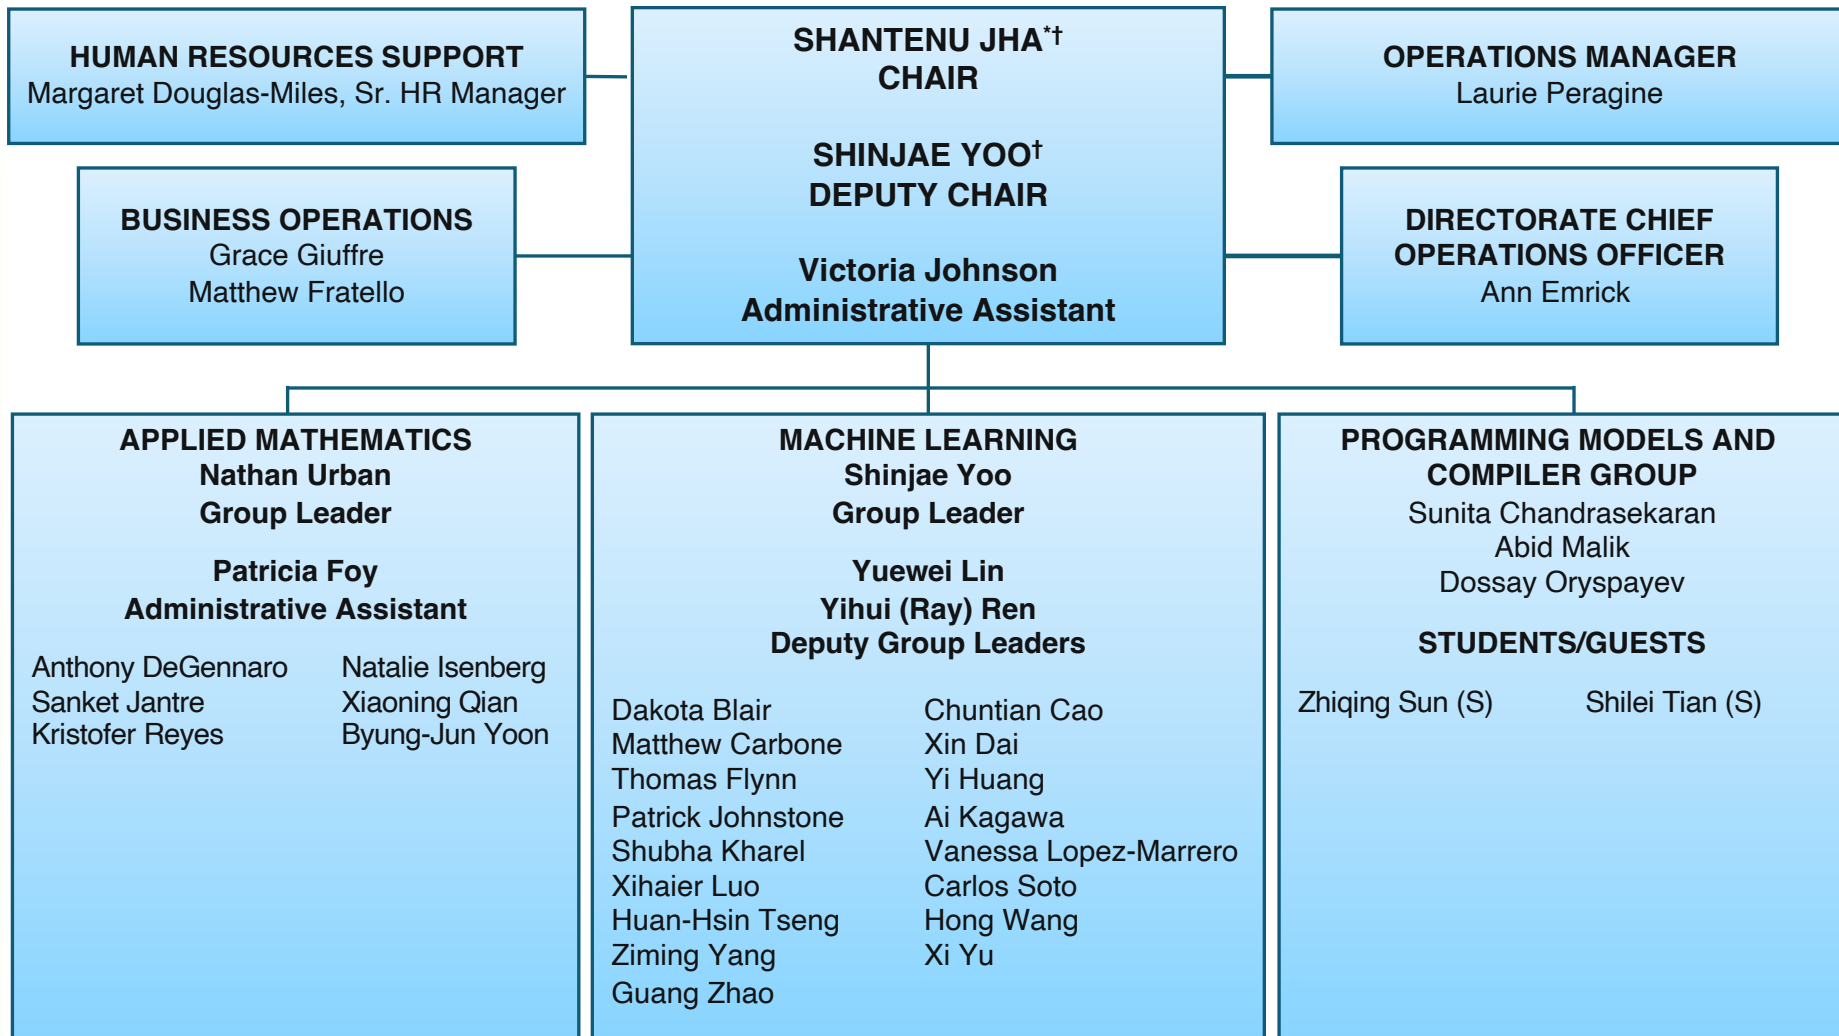 HUMAN RESOURCES SUPPORT
Margaret Douglas-Miles, Sr. HR Manager
SHANTENU JHA*†
CHAIR
SHINJAE YOO†
DEPUTY CHAIR
Victoria Johnson
Administrative Assistant
OPERATIONS MANAGER
Laurie Peragine
BUSINESS OPERATIONS
Grace Giuffre
Matthew Fratello
DIRECTORATE CHIEF
OPERATIONS OFFICER
Ann Emrick
APPLIED MATHEMATICS
Nathan Urban
Group Leader
Patricia Foy
Administrative Assistant
Anthony DeGennaro
Sanket Jantre
Kristofer Reyes
Natalie Isenberg
Xiaoning Qian
Byung-Jun Yoon
MACHINE LEARNING
Shinjae Yoo
Group Leader
Yuewei Lin
Yihui (Ray) Ren
Deputy Group Leaders
Dakota Blair
Matthew Carbone
Thomas Flynn
Patrick Johnstone
Shubha Kharel
Xihaier Luo
Huan-Hsin Tseng
Ziming Yang
Guang Zhao
Chuntian Cao
Xin Dai
Yi Huang
Ai Kagawa
Vanessa Lopez-Marrero
Carlos Soto
Hong Wang
Xi Yu
PROGRAMMING MODELS AND
COMPILER GROUP
Sunita Chandrasekaran
Abid Malik
Dossay Oryspayev
STUDENTS/GUESTS
Zhiqing Sun (S)
Shilei Tian (S)